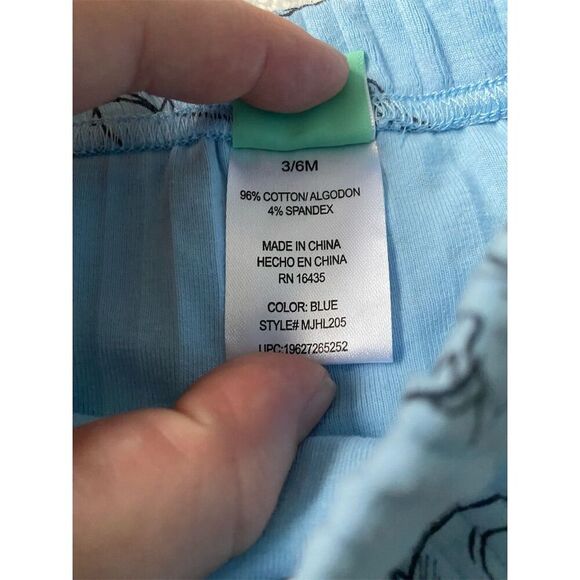 3/6M
96% COTTON/ ALGODON
4% SPANDEX
MADE IN CHINA
HECHO EN CHINA
RN 16435
COLOR: BLUE
STYLE# MJHL205
UPC:19627265252